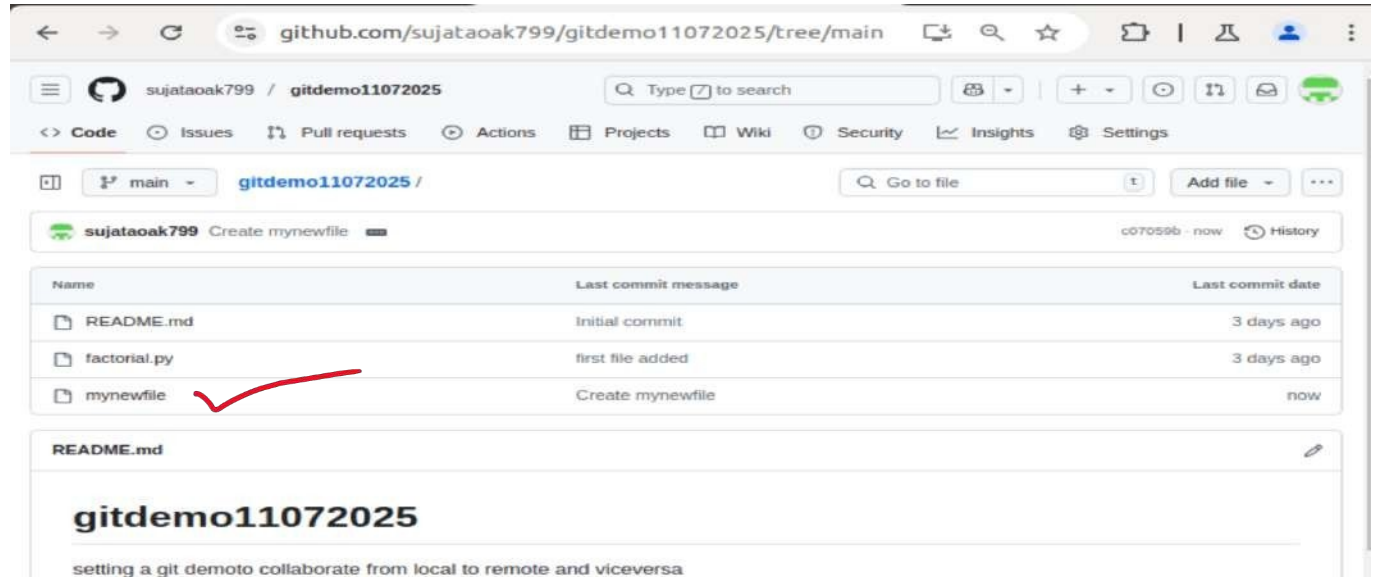 github.com/sujataoak799/gitdemo11072025/tree/main
sujataoak799 / gitdemo11072025
Type / to search
<> Code Issues Pull requests Actions Projects Wiki Security Insights Settings
main gitdemo11072025 / Go to file t Add file
sujataoak799 Create mynewfile c07059b · now History
Name Last commit message Last commit date
README.md Initial commit 3 days ago
factorial.py first file added 3 days ago
mynewfile Create mynewfile now
README.md
gitdemo11072025
setting a git demoto collaborate from local to remote and viceversa